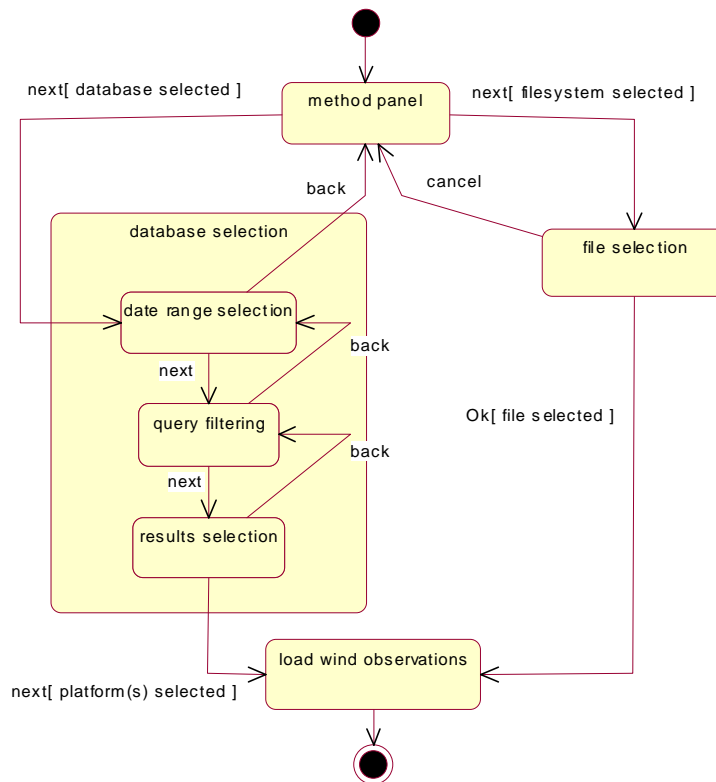 next[ database selected ]
method panel
next[ filesystem selected ]
back
cancel
database selection
file selection
date range selection
back
next
Ok[ file selected ]
query filtering
back
next
results selection
load wind observations
next[ platform(s) selected ]